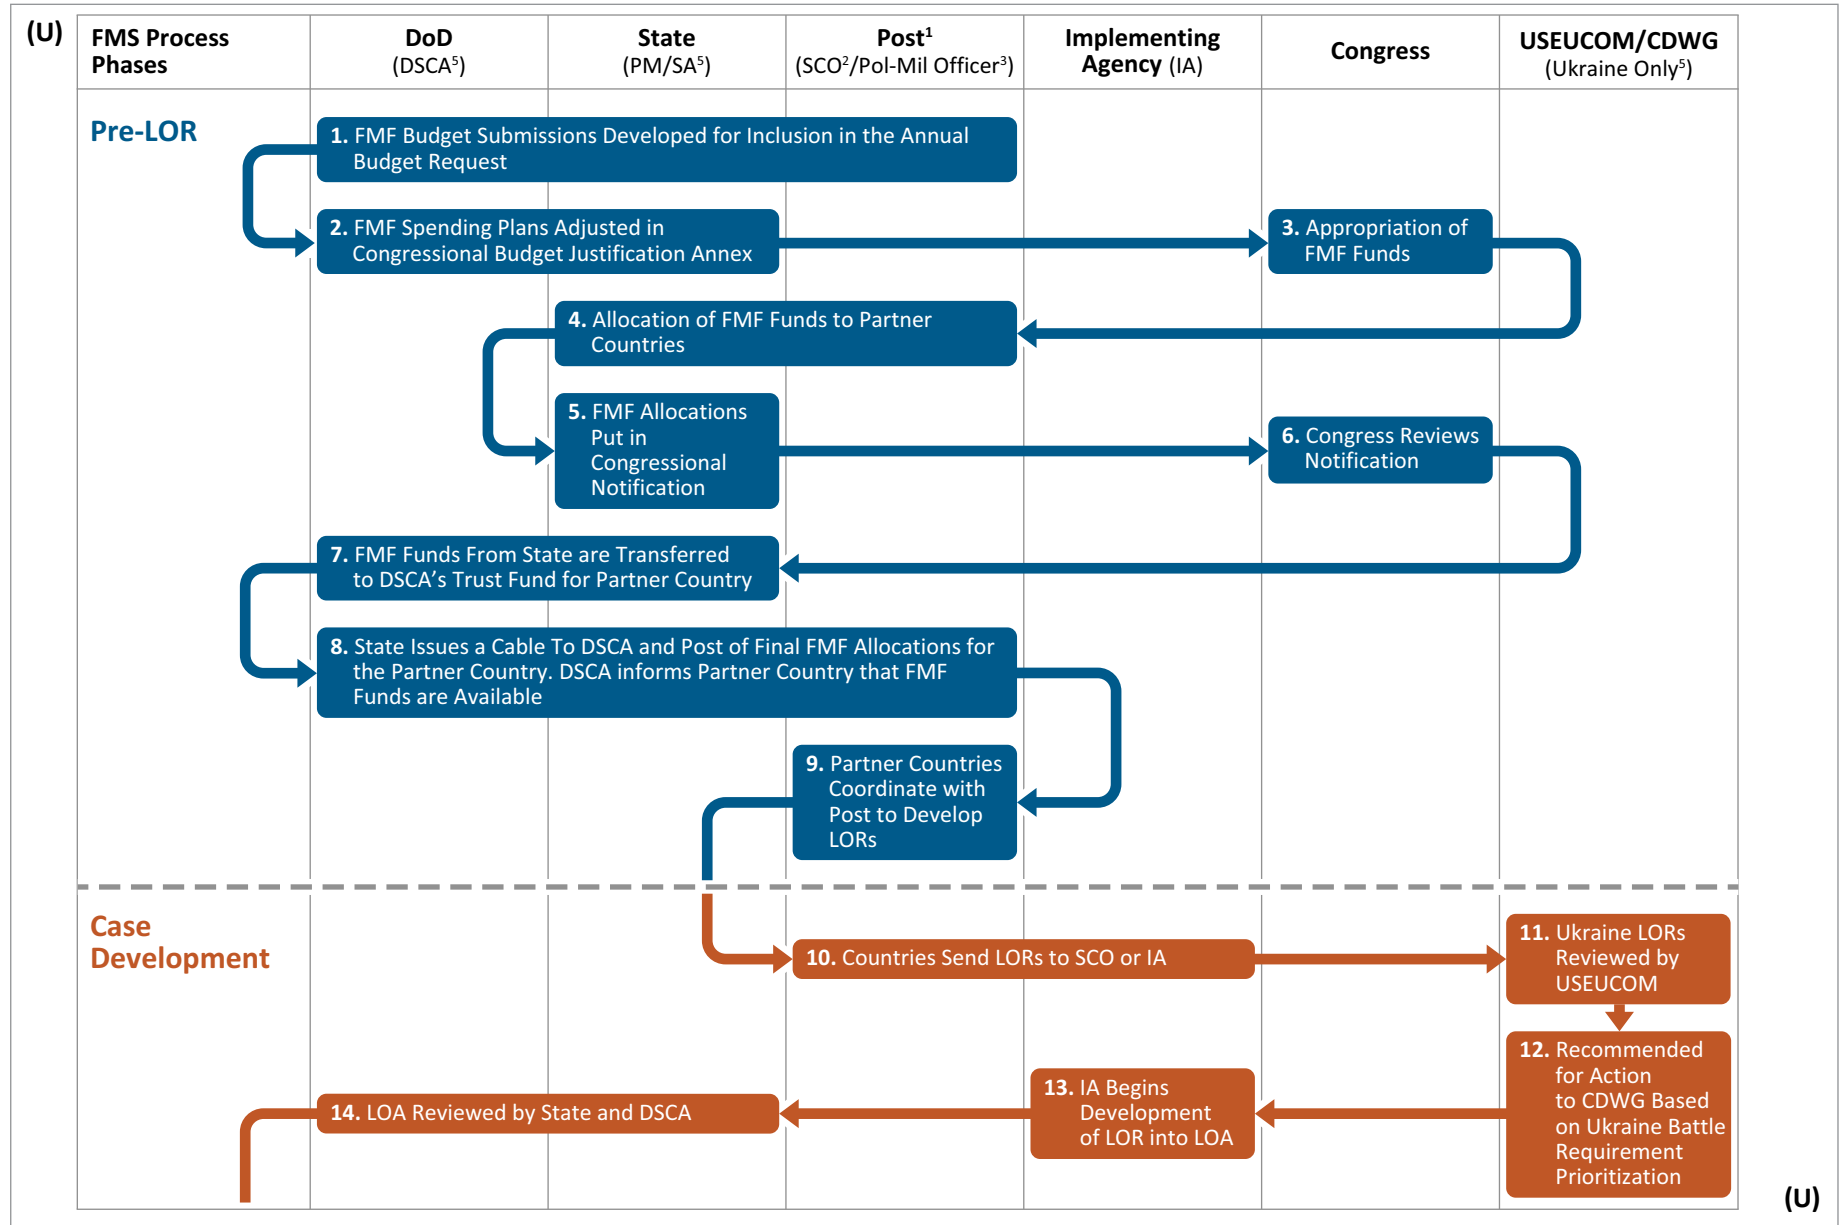 (U)
FMS Process
Phases
DoD
(DSCA⁵)
State
(PM/SA⁵)
Post¹
(SCO²/Pol-Mil Officer³)
Implementing
Agency (IA)
Congress
USEUCOM/CDWG
(Ukraine Only⁵)
Pre-LOR
1. FMF Budget Submissions Developed for Inclusion in the Annual
Budget Request
2. FMF Spending Plans Adjusted in
Congressional Budget Justification Annex
3. Appropriation of
FMF Funds
4. Allocation of FMF Funds to Partner
Countries
5. FMF Allocations
Put in
Congressional
Notification
6. Congress Reviews
Notification
7. FMF Funds From State are Transferred
to DSCA’s Trust Fund for Partner Country
8. State Issues a Cable To DSCA and Post of Final FMF Allocations for
the Partner Country. DSCA informs Partner Country that FMF
Funds are Available
9. Partner Countries
Coordinate with
Post to Develop
LORs
Case
Development
10. Countries Send LORs to SCO or IA
11. Ukraine LORs
Reviewed by
USEUCOM
12. Recommended
for Action
to CDWG Based
on Ukraine Battle
Requirement
Prioritization
13. IA Begins
Development
of LOR into LOA
14. LOA Reviewed by State and DSCA
(U)